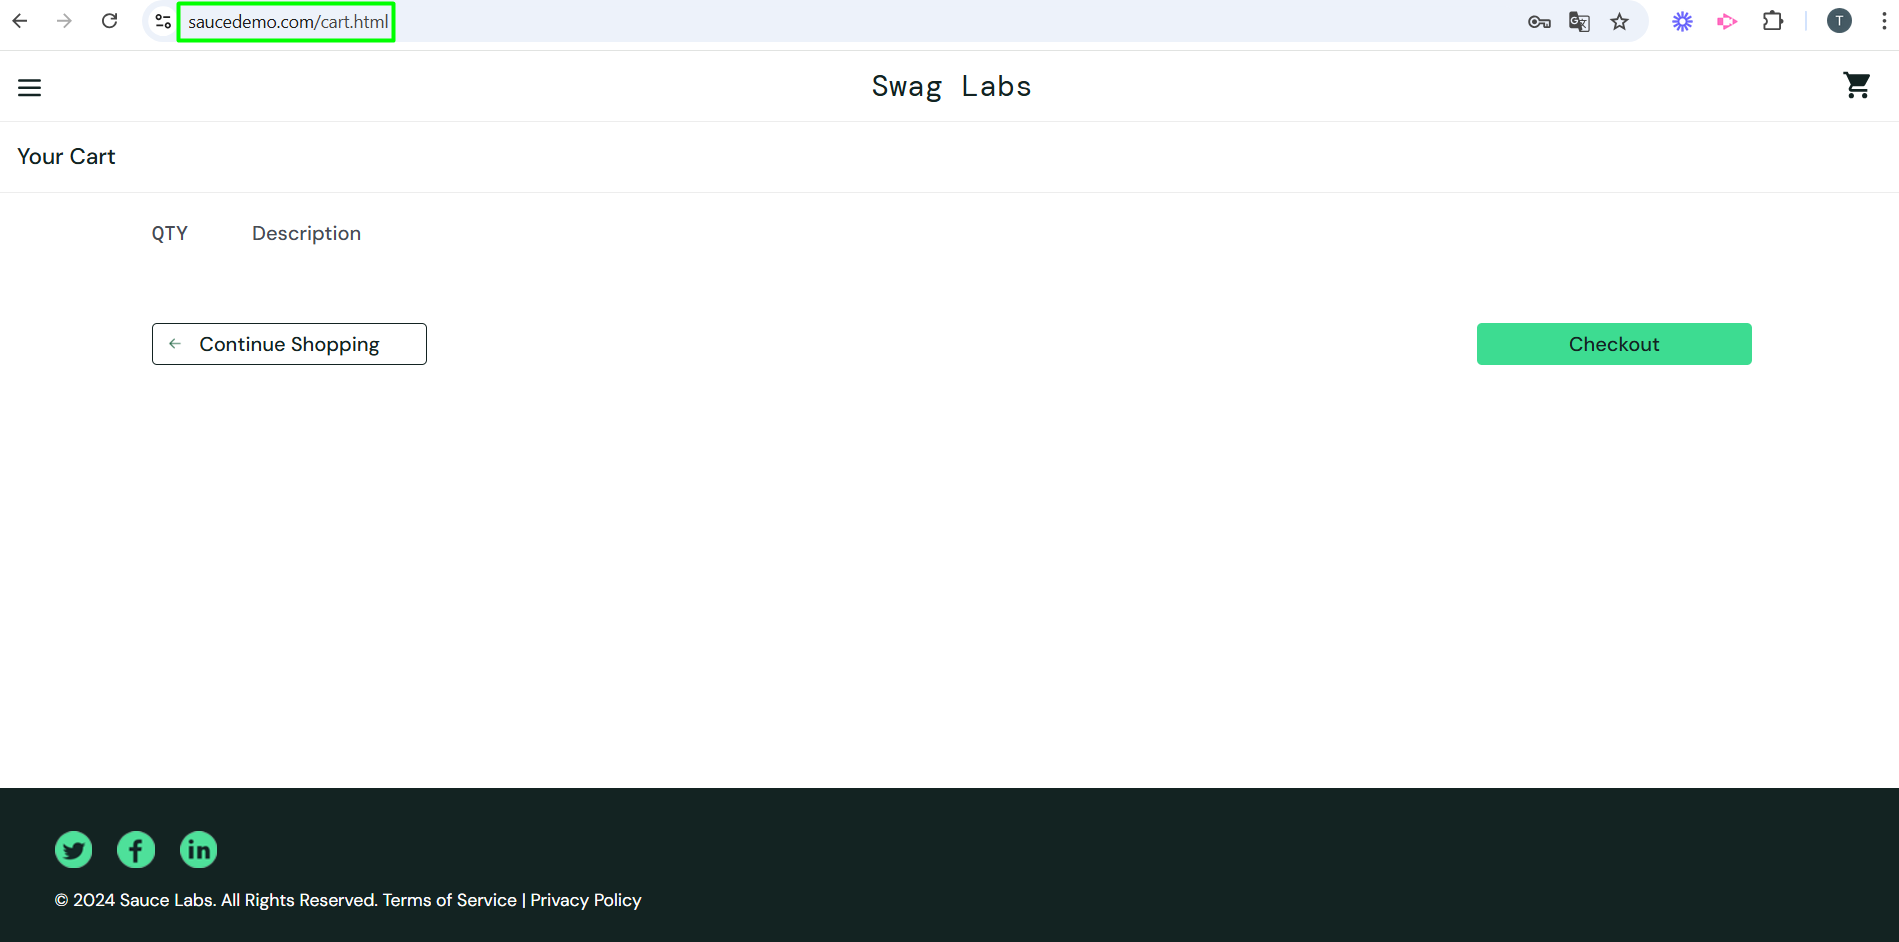 saucedemo.com/cart.html
T
Swag Labs
Your Cart
QTY Description
← Continue Shopping Checkout
© 2024 Sauce Labs. All Rights Reserved. Terms of Service | Privacy Policy